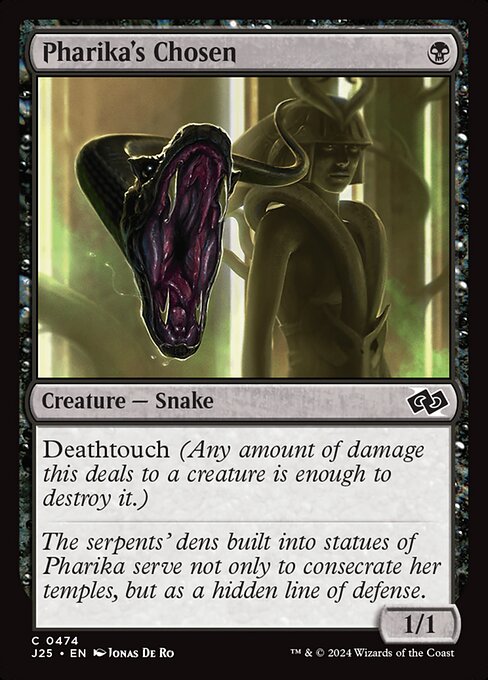 Pharika's Chosen
Creature — Snake
Deathtouch (Any amount of damage
this deals to a creature is enough to
destroy it.)
The serpents' dens built into statues of
Pharika serve not only to consecrate her
temples, but as a hidden line of defense.
1/1
C 0474
J25 • EN Jonas De Ro
™ & © 2024 Wizards of the Coast